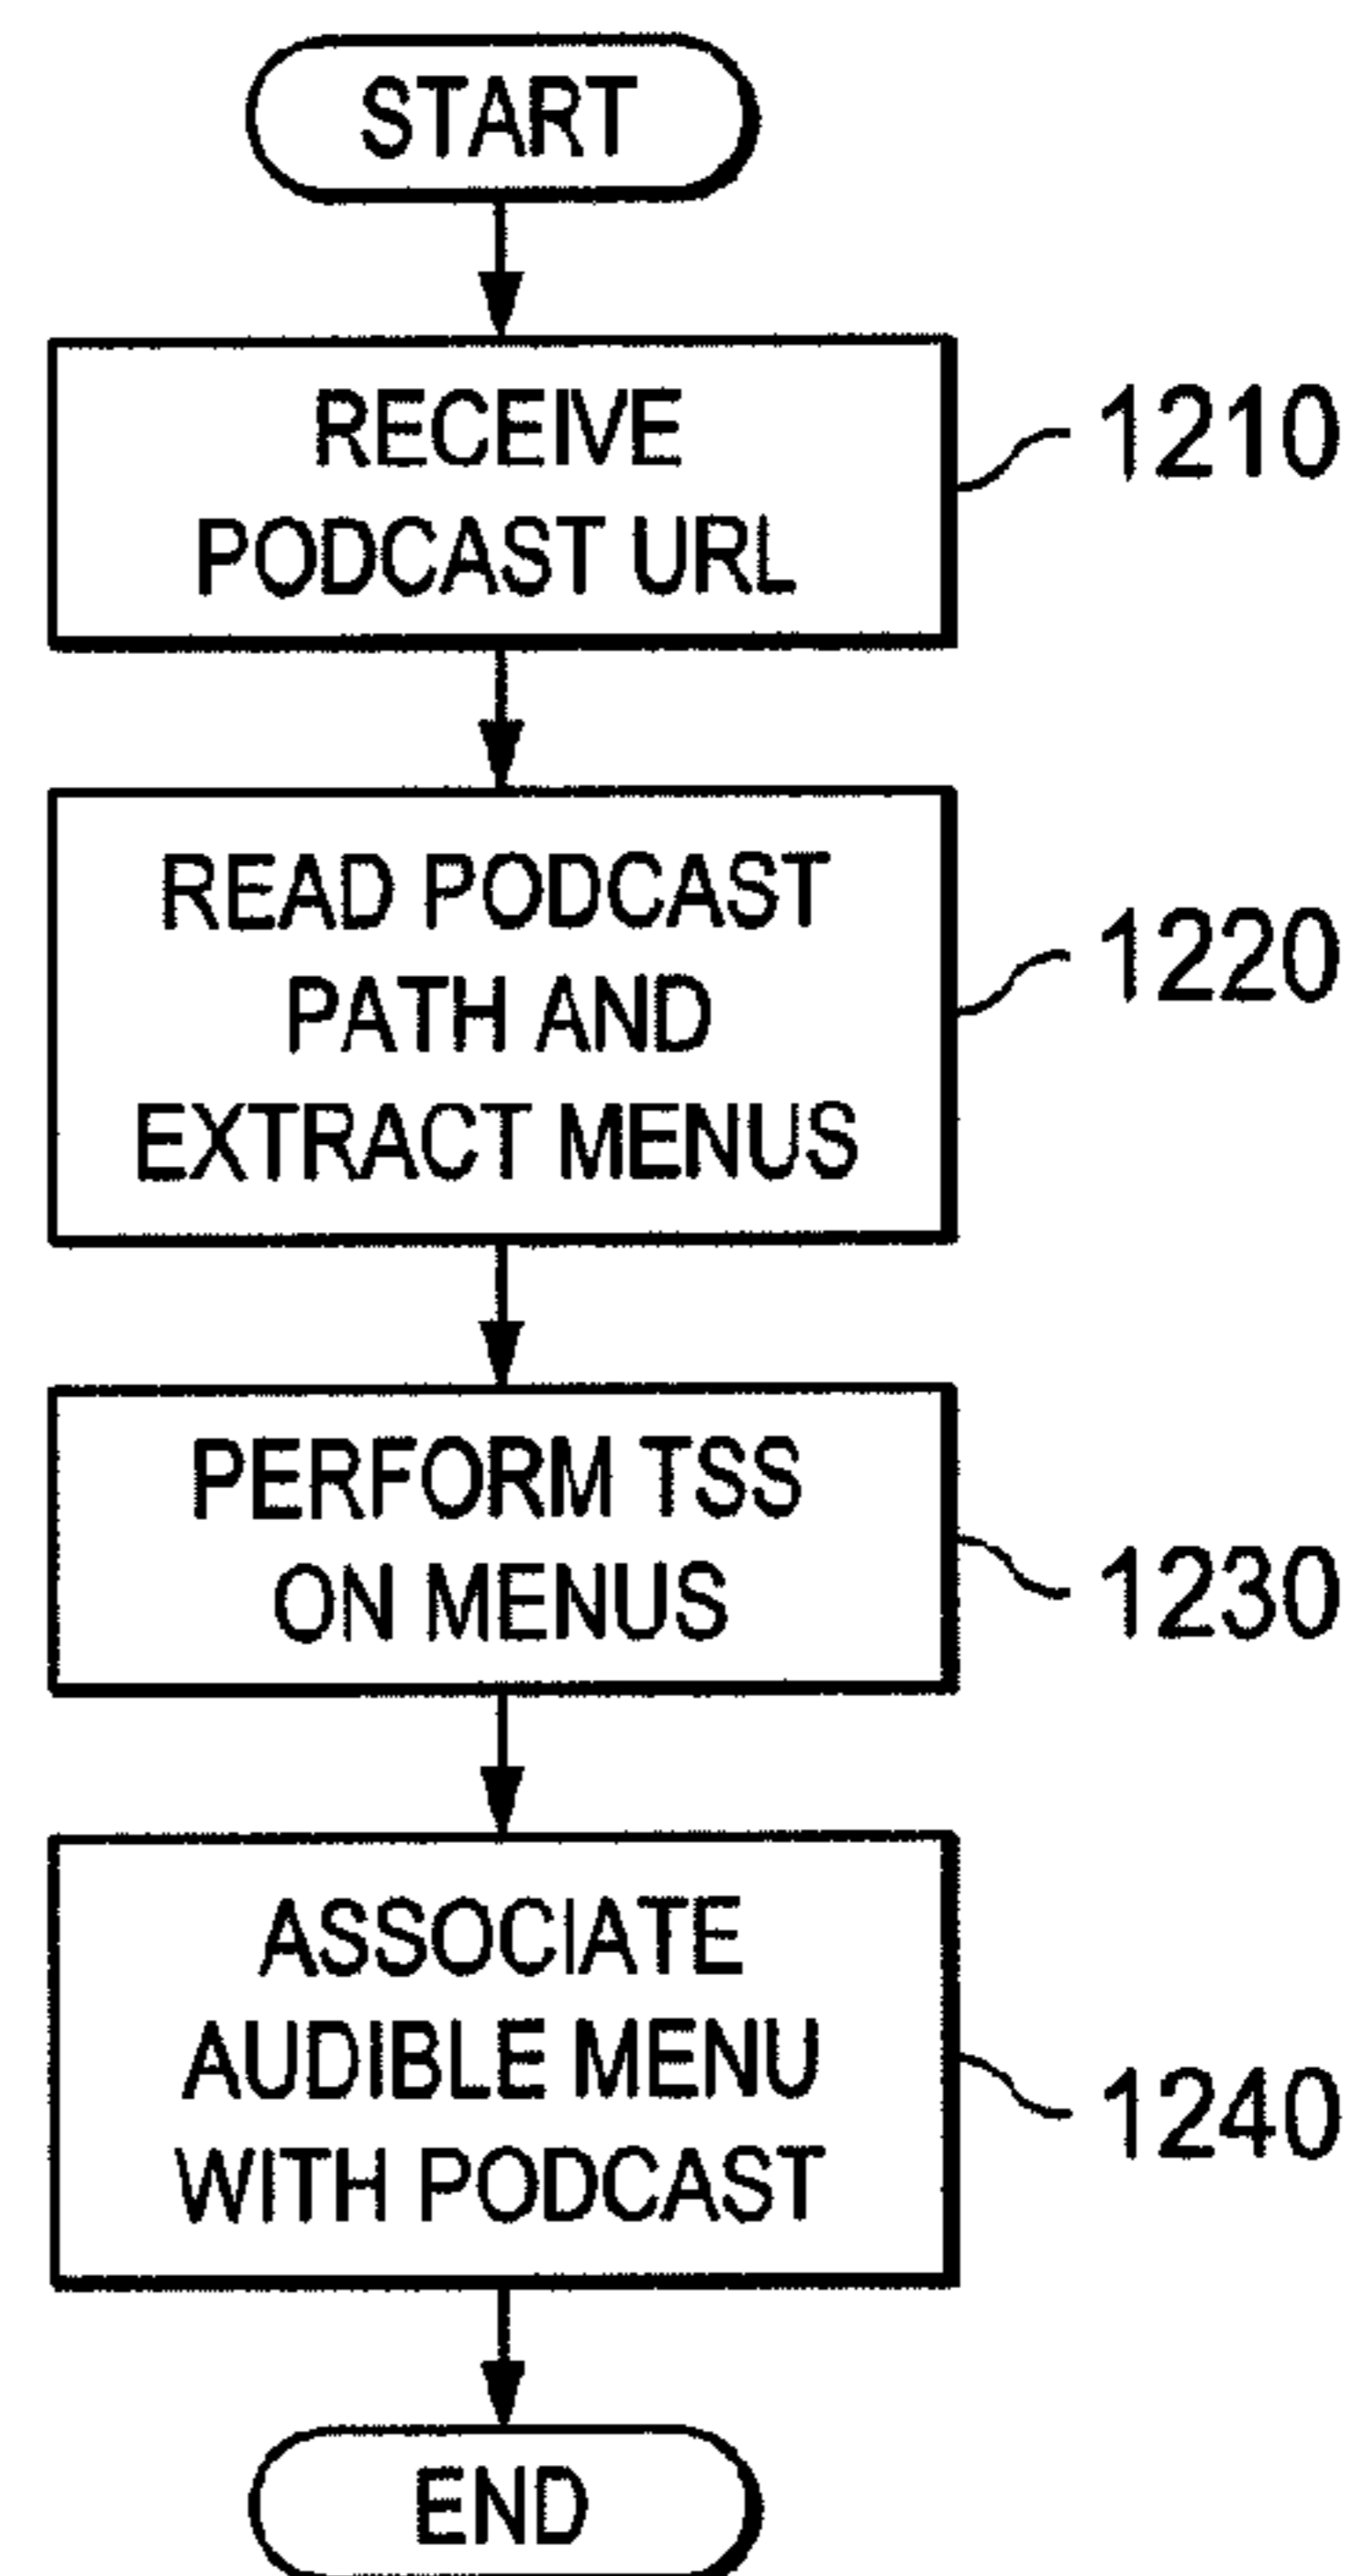 START
RECEIVE
PODCAST URL
1210
READ PODCAST
PATH AND
EXTRACT MENUS
1220
PERFORM TSS
ON MENUS
1230
ASSOCIATE
AUDIBLE MENU
WITH PODCAST
1240
END